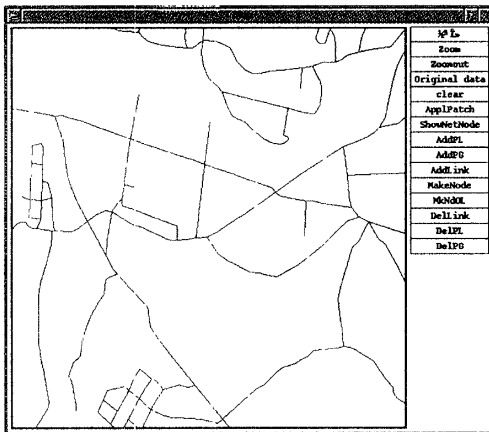 Zoom
Zoomout
Original data
clear
ApplPatch
ShowNetNode
AddPL
AddPG
AddLink
MakeNode
MkNdOL
DelLink
DelPL
DelPG